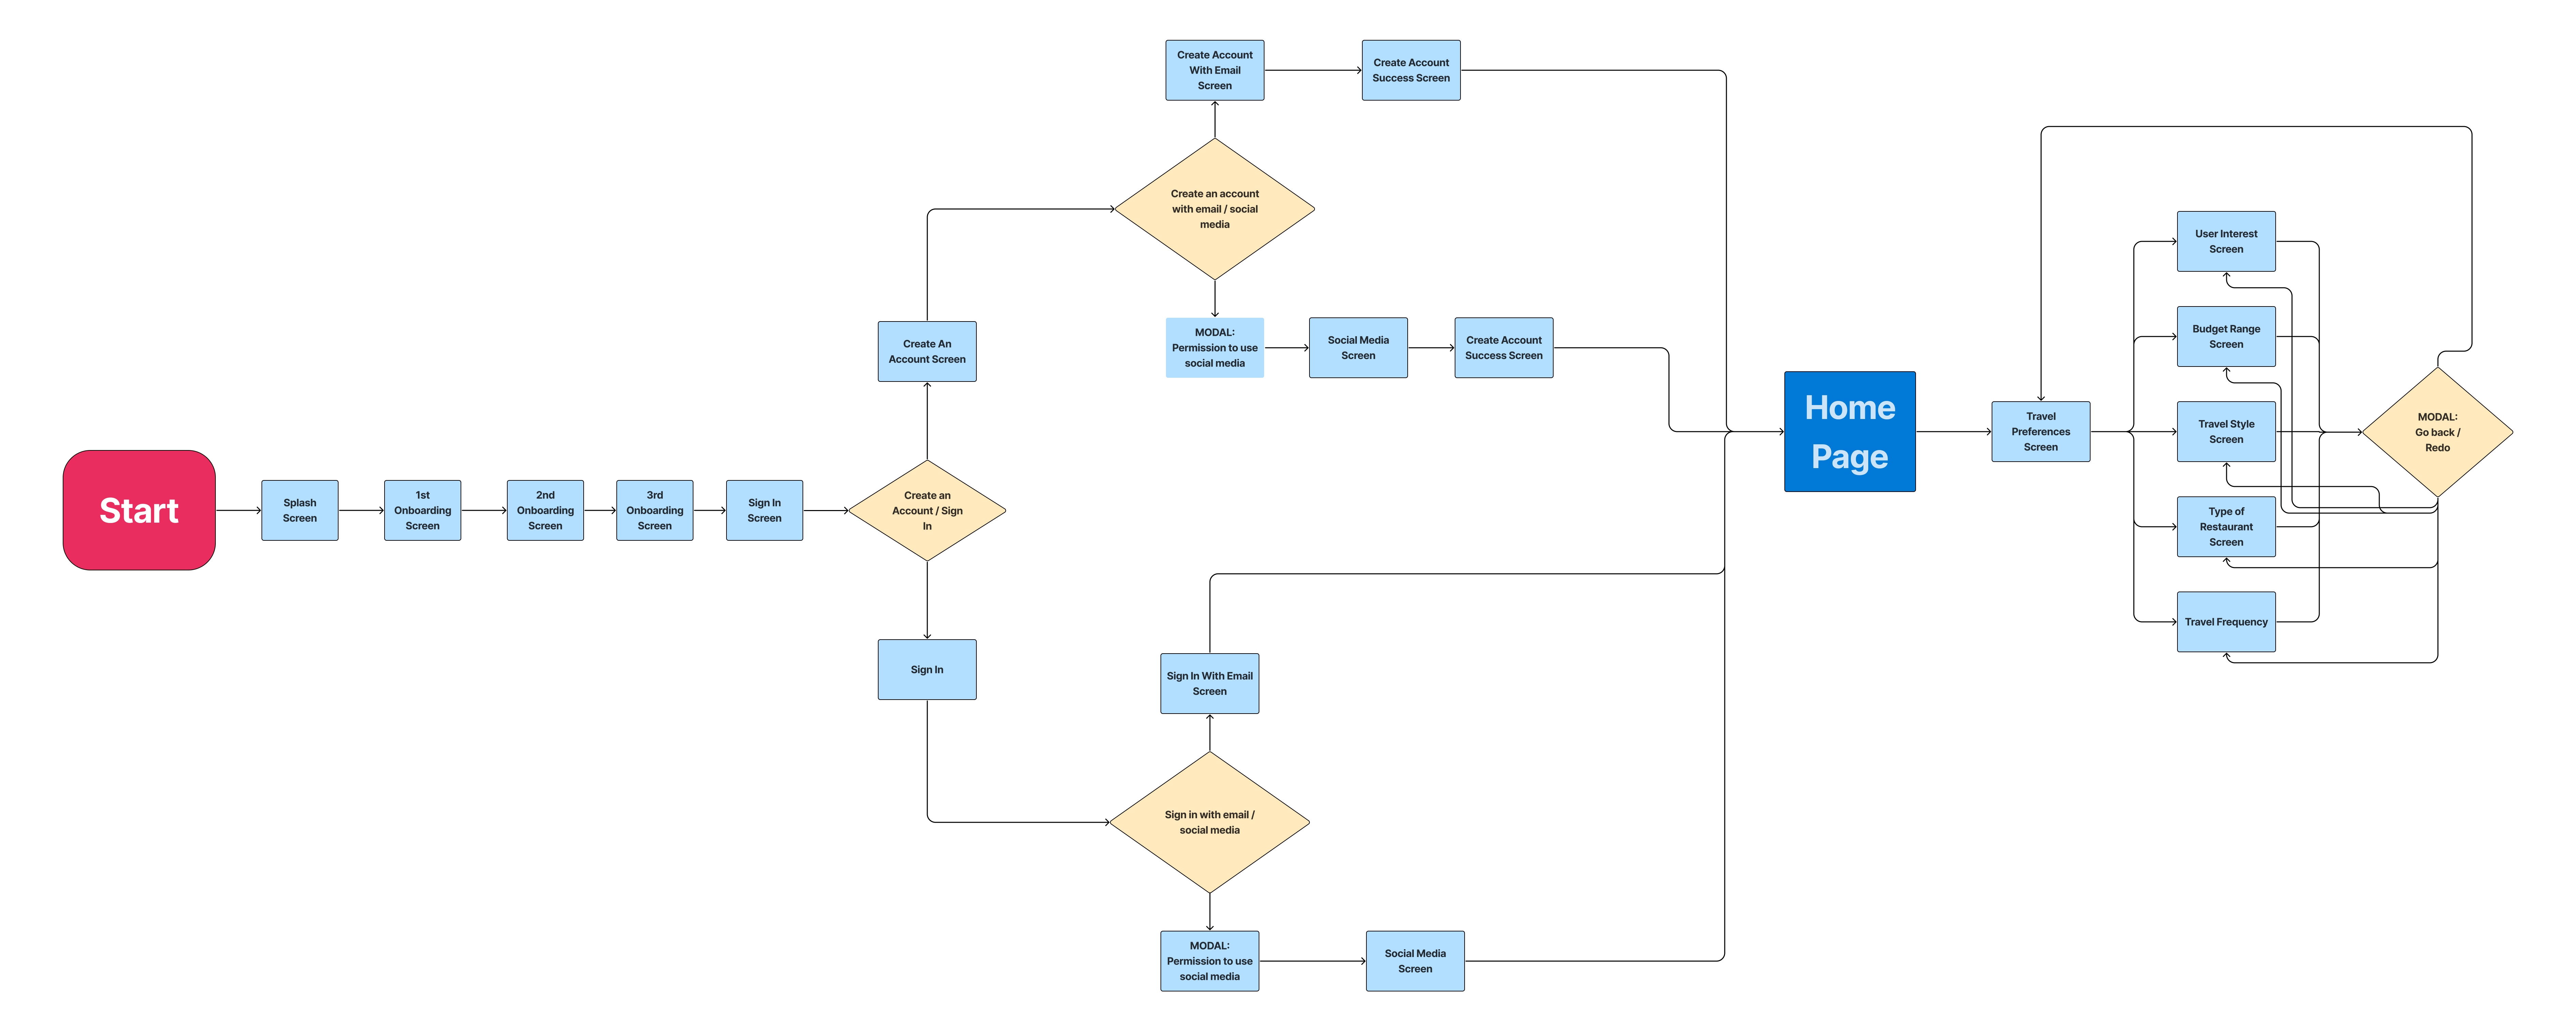 Start
Splash
Screen
1st
Onboarding
Screen
2nd
Onboarding
Screen
3rd
Onboarding
Screen
Sign In
Screen
Create an
Account / Sign
In
Create An
Account Screen
Create an account
with email / social
media
Create Account
With Email
Screen
Create Account
Success Screen
MODAL:
Permission to use
social media
Social Media
Screen
Create Account
Success Screen
Sign In
Sign in with email /
social media
Sign In With Email
Screen
MODAL:
Permission to use
social media
Social Media
Screen
Home
Page
Travel
Preferences
Screen
User Interest
Screen
Budget Range
Screen
Travel Style
Screen
Type of
Restaurant
Screen
Travel Frequency
MODAL:
Go back /
Redo